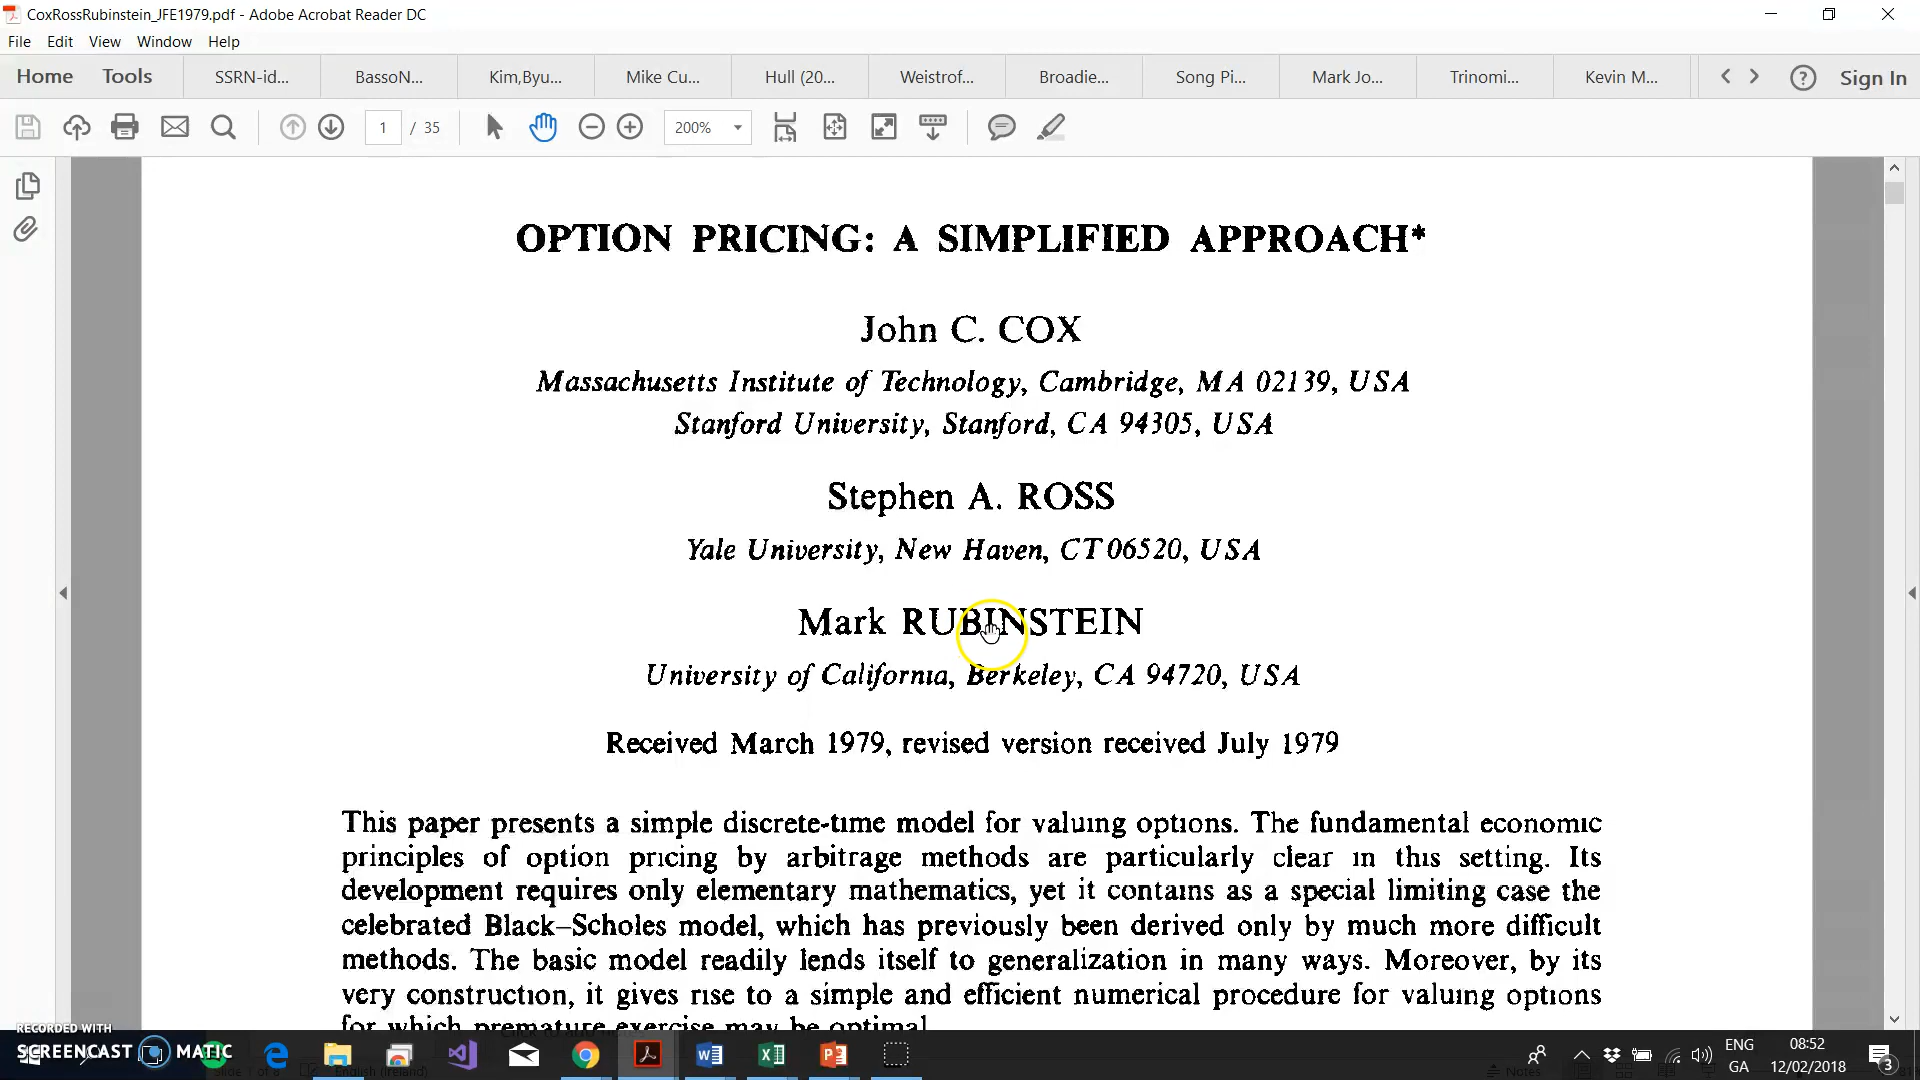 CoxRossRubinstein_JFE1979.pdf - Adobe Acrobat Reader DC
File Edit View Window Help
Home Tools SSRN-id... BassoN... Kim,Byu... Mike Cu... Hull (20... Weistrof... Broadie... Song Pi... Mark Jo... Trinomi... Kevin M... Sign In
1 / 35 200%
OPTION PRICING: A SIMPLIFIED APPROACH*
John C. COX
Massachusetts Institute of Technology, Cambridge, MA 02139, USA
Stanford University, Stanford, CA 94305, USA
Stephen A. ROSS
Yale University, New Haven, CT 06520, USA
Mark RUBINSTEIN
University of California, Berkeley, CA 94720, USA
Received March 1979, revised version received July 1979
This paper presents a simple discrete-time model for valuing options. The fundamental economic
principles of option pricing by arbitrage methods are particularly clear in this setting. Its
development requires only elementary mathematics, yet it contains as a special limiting case the
celebrated Black–Scholes model, which has previously been derived only by much more difficult
methods. The basic model readily lends itself to generalization in many ways. Moreover, by its
very construction, it gives rise to a simple and efficient numerical procedure for valuing options
for which premature exercise may be optimal.
RECORDED WITH
SCREENCAST MATIC
ENG 08:52
GA 12/02/2018 3
Notes